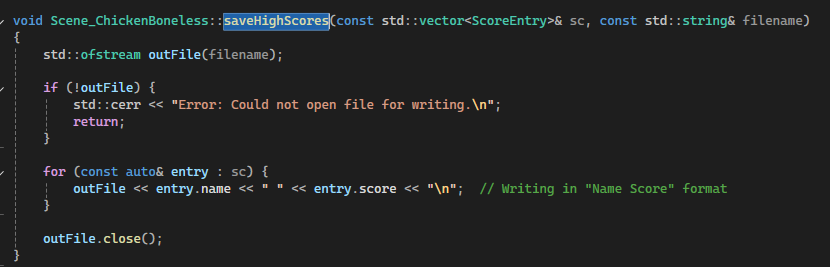 void Scene_ChickenBoneless::saveHighScores(const std::vector<ScoreEntry>& sc, const std::string& filename)
{
    std::ofstream outFile(filename);
    if (!outFile) {
        std::cerr << "Error: Could not open file for writing.\n";
        return;
    }
    for (const auto& entry : sc) {
        outFile << entry.name << " " << entry.score << "\n";  // Writing in "Name Score" format
    }
    outFile.close();
}